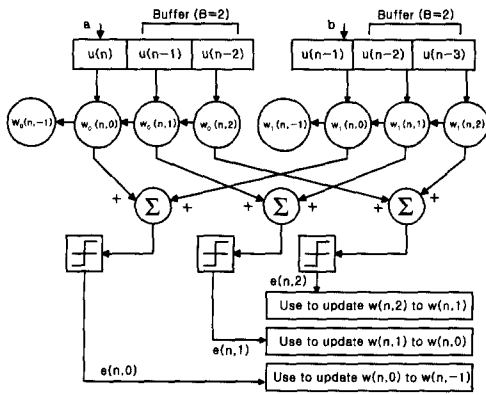 a
Buffer (B=2)
b
Buffer (B=2)
u(n) u(n-1) u(n-2)
u(n-1) u(n-2) u(n-3)
w₀(n,-1) w₀(n,0) w₀(n,1) w₀(n,2)
w₁(n,-1) w₁(n,0) w₁(n,1) w₁(n,2)
+ Σ + + Σ + + Σ +
e(n,2)
Use to update w(n,2) to w(n,1)
e(n,1)
Use to update w(n,1) to w(n,0)
e(n,0)
Use to update w(n,0) to w(n,-1)